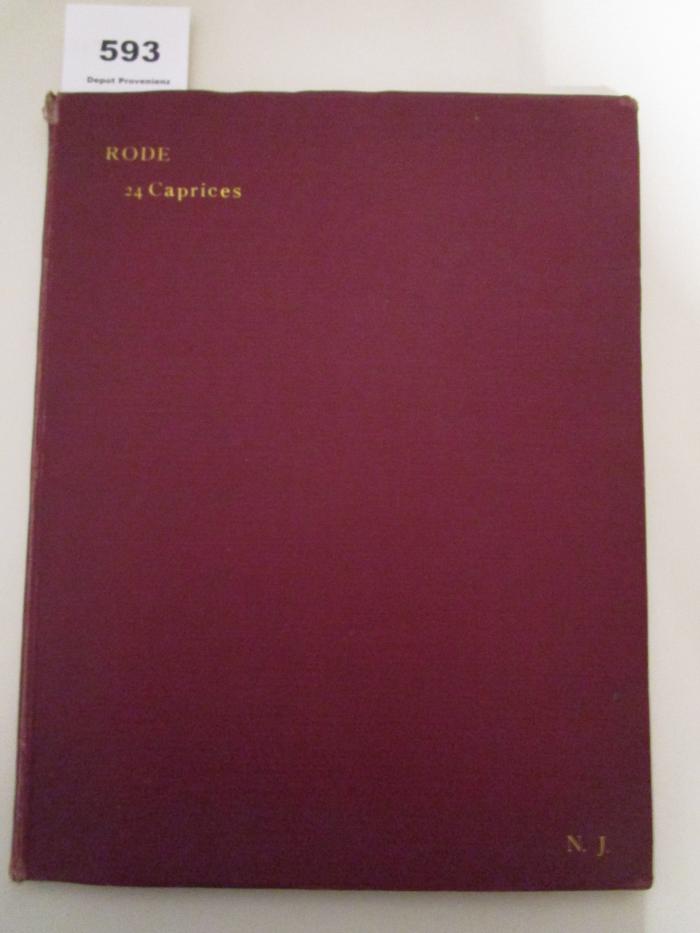 593
Depot Provenienz
RODE
24 Caprices
N. J.